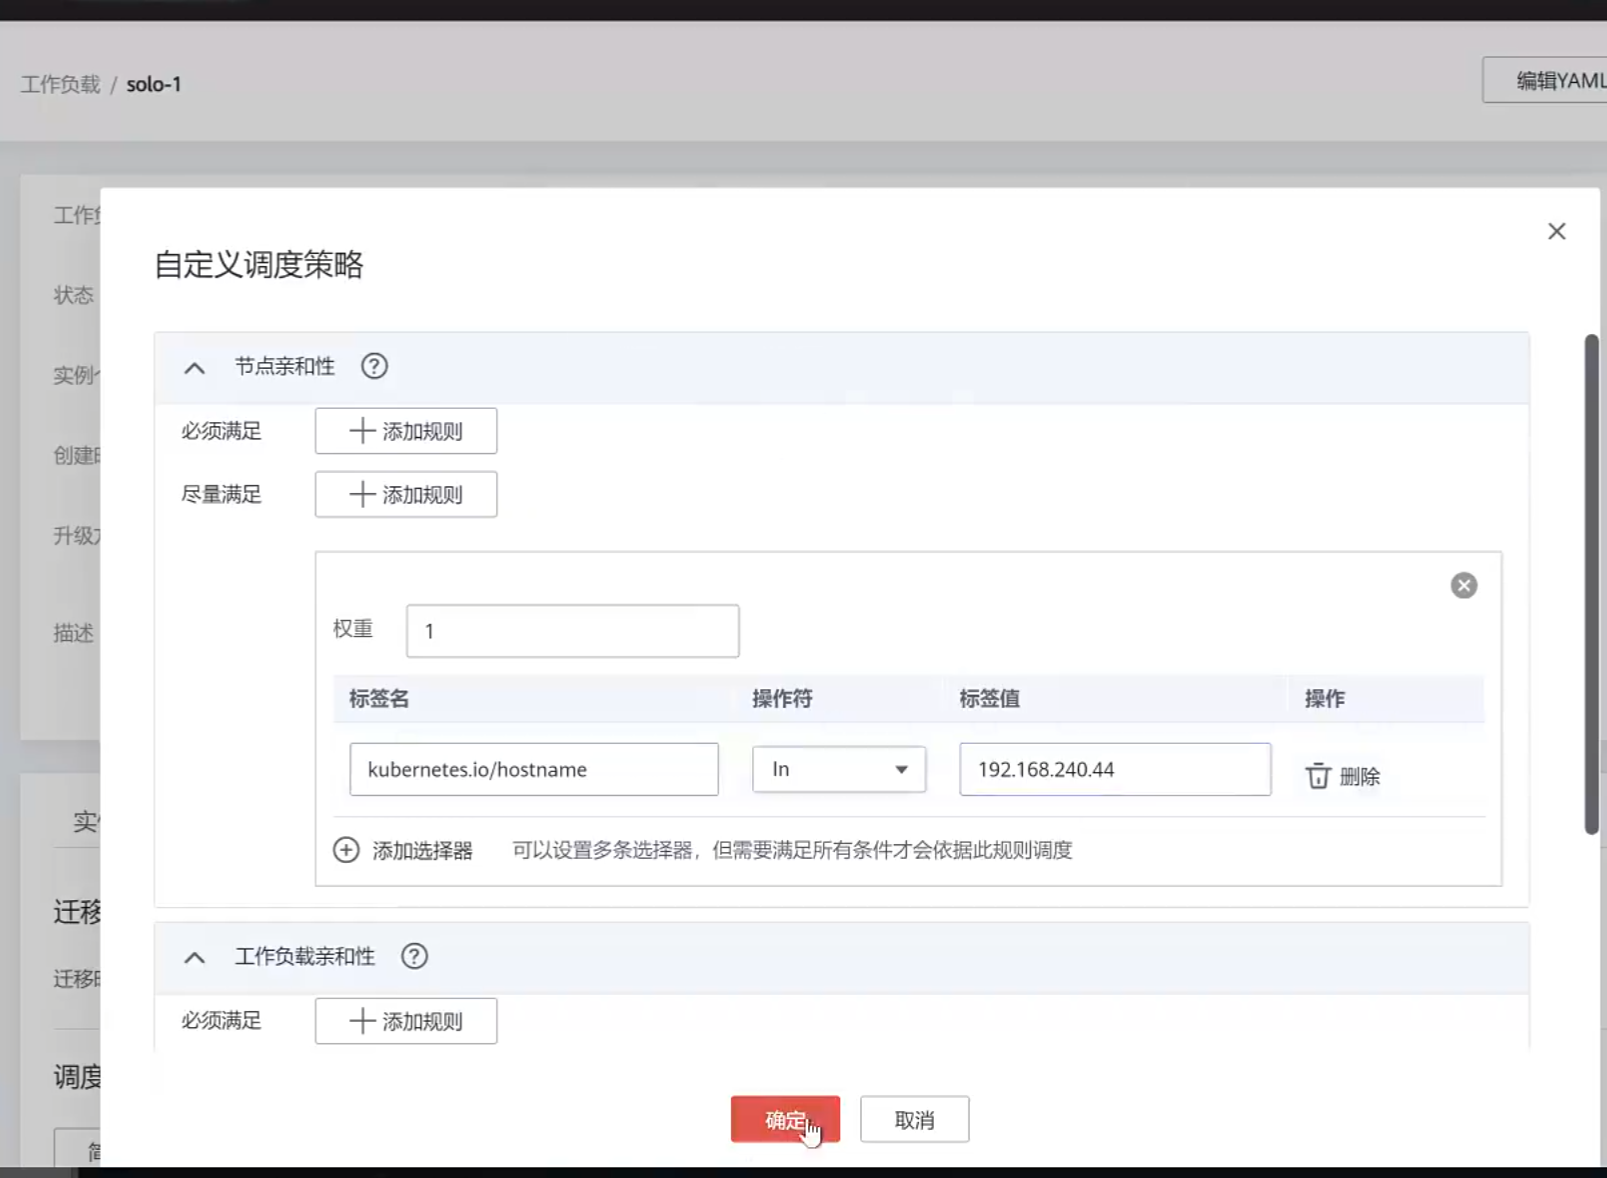 工作负载 / solo-1
编辑YAML
工作
状态
实例
创建
升级
描述
实
迁移
迁移
调度
自定义调度策略
节点亲和性
必须满足
添加规则
尽量满足
添加规则
权重
1
标签名
操作符
标签值
操作
kubernetes.io/hostname
In
192.168.240.44
删除
添加选择器
可以设置多条选择器，但需要满足所有条件才会依据此规则调度
工作负载亲和性
必须满足
添加规则
确定
取消